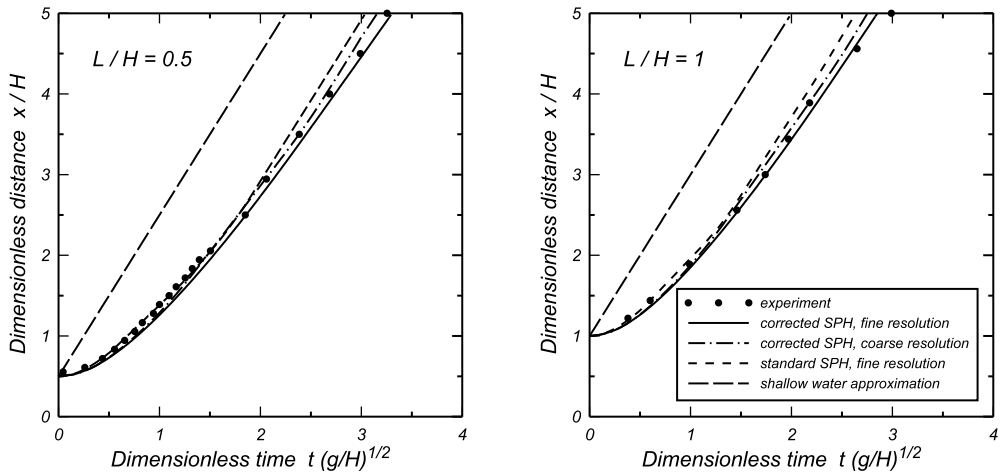 5
4
3
2
1
0
Dimensionless distance x / H
L / H = 0.5
0 1 2 3 4
Dimensionless time t (g/H)1/2
5
4
3
2
1
0
Dimensionless distance x / H
L / H = 1
experiment
corrected SPH, fine resolution
corrected SPH, coarse resolution
standard SPH, fine resolution
shallow water approximation
0 1 2 3 4
Dimensionless time t (g/H)1/2